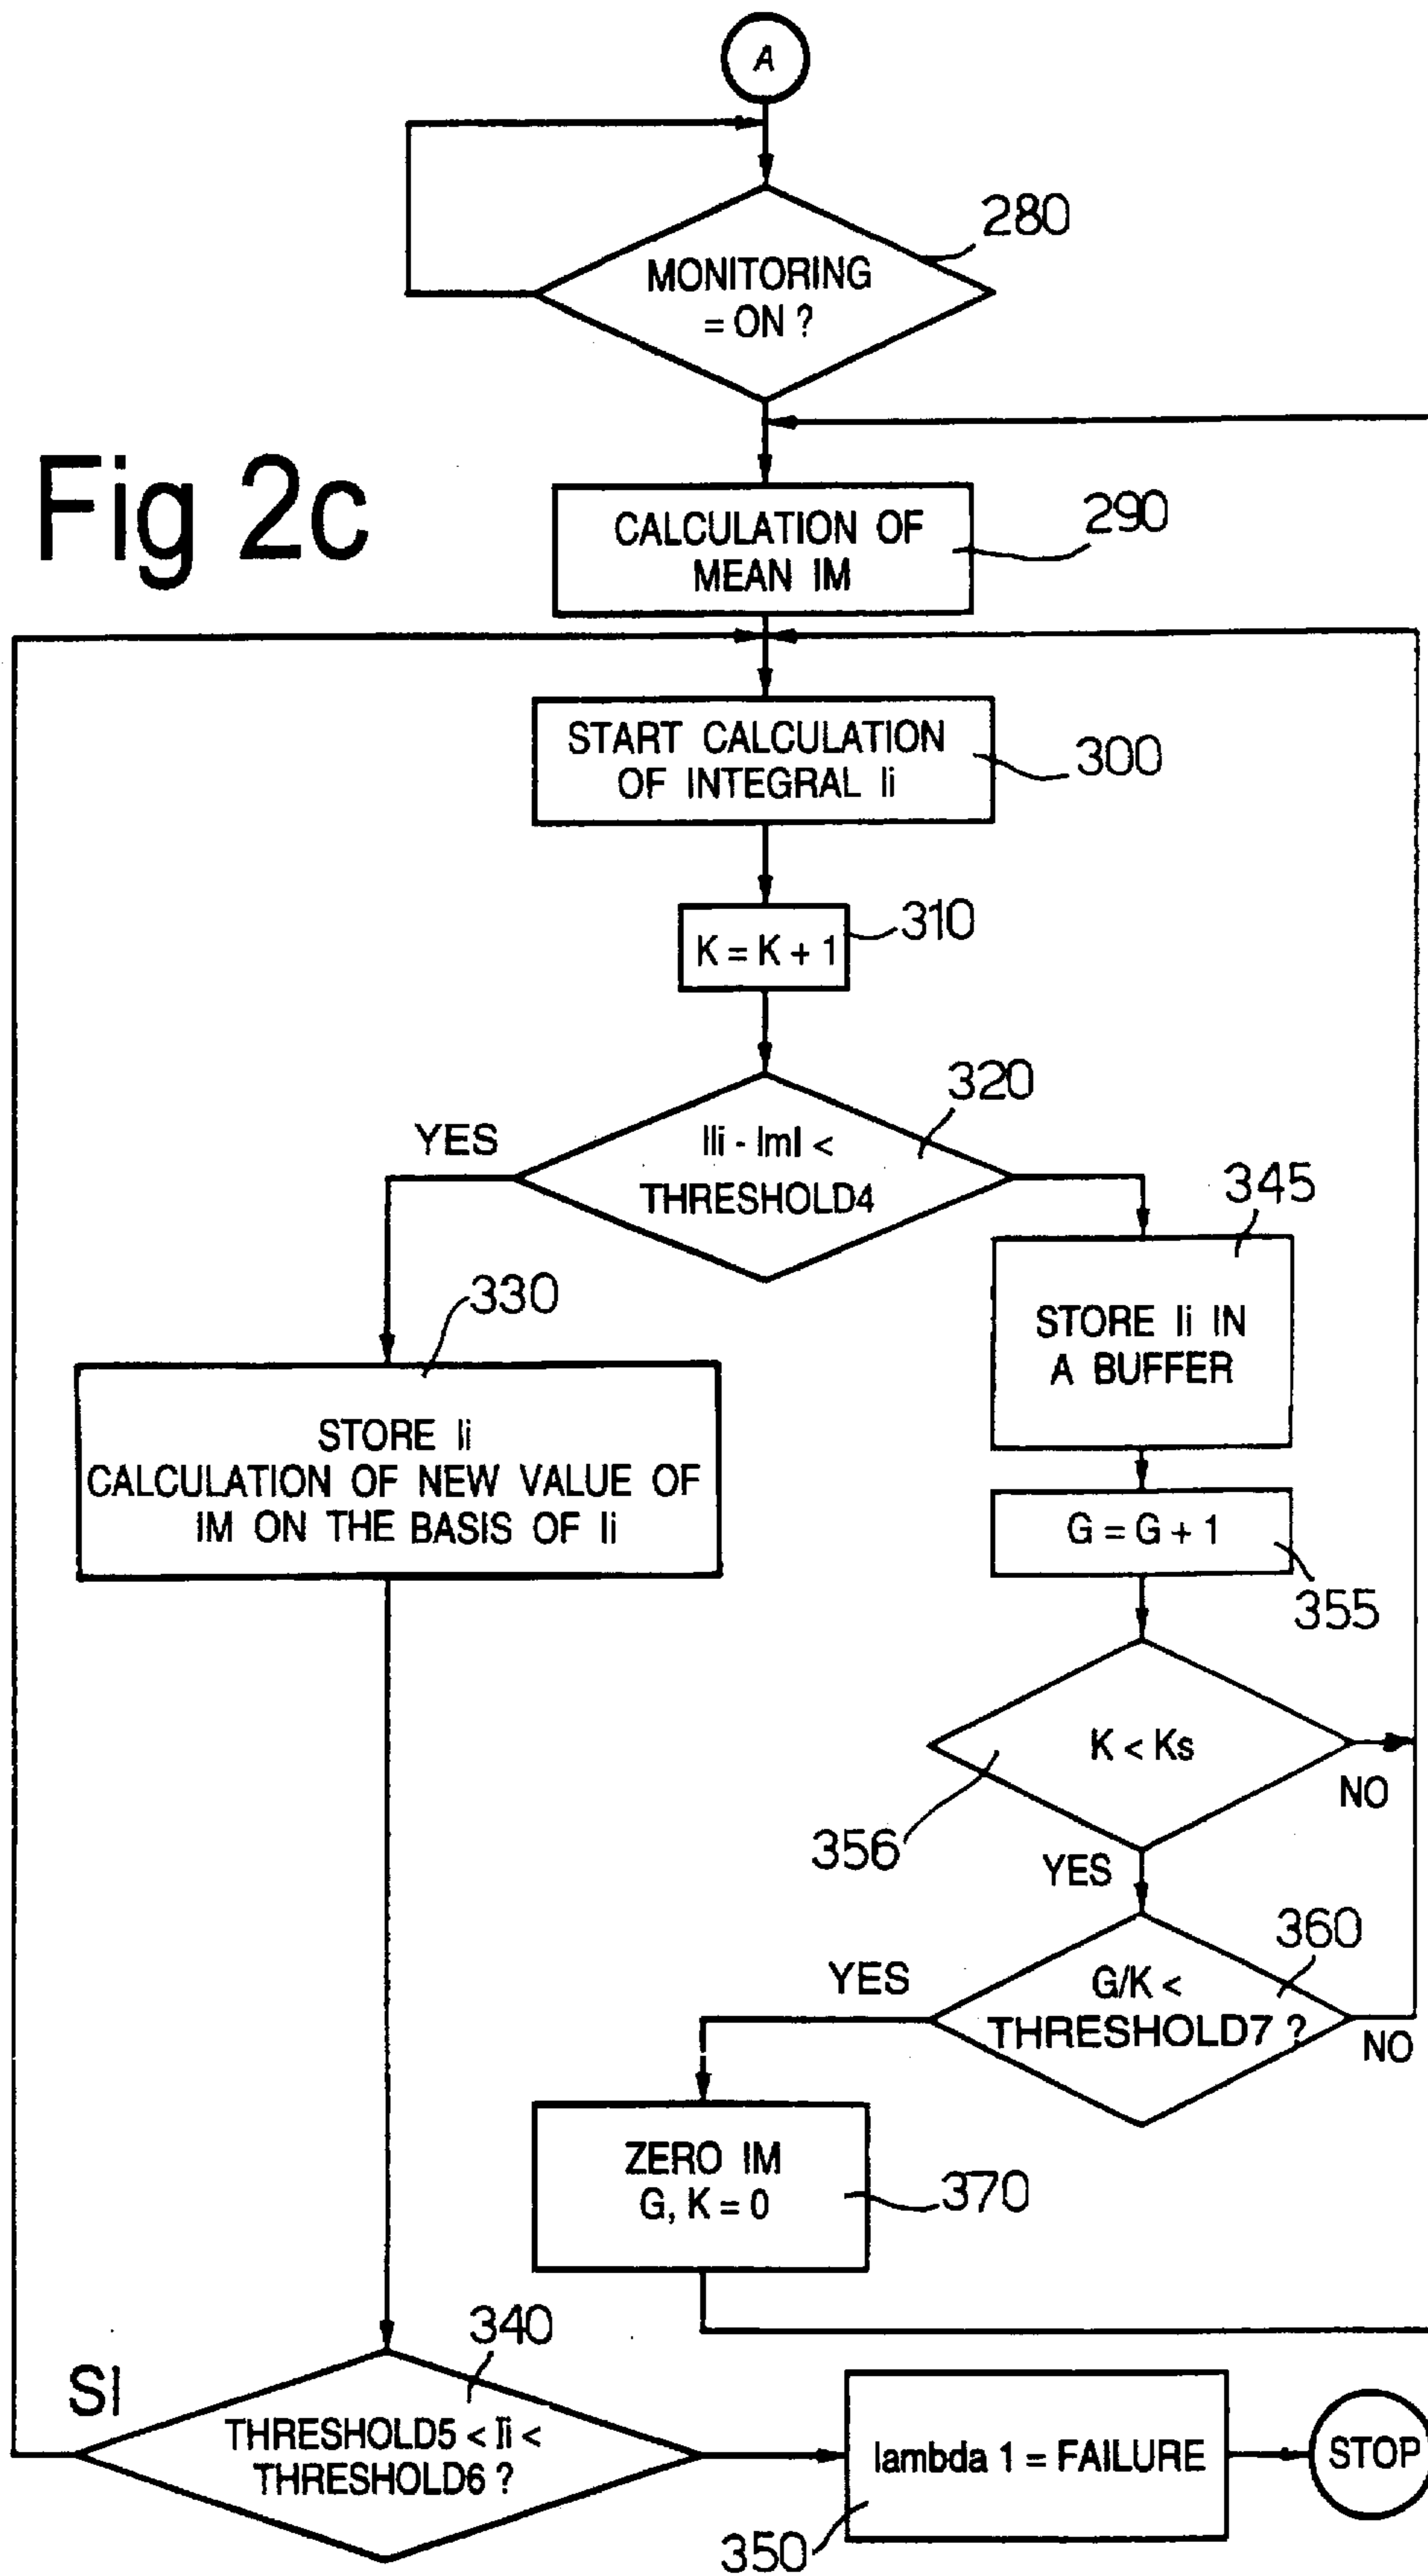 A
280
MONITORING
= ON ?
Fig 2c
290
CALCULATION OF
MEAN IM
START CALCULATION
OF INTEGRAL Ii
300
310
K = K + 1
320
YES
IIi - ImI <
THRESHOLD4
345
330
STORE Ii IN
A BUFFER
STORE Ii
CALCULATION OF NEW VALUE OF
IM ON THE BASIS OF Ii
G = G + 1
355
K < Ks
NO
356
YES
360
YES
G/K <
THRESHOLD7 ?
NO
ZERO IM
G, K = 0
370
340
SI
THRESHOLD5 < Ii <
THRESHOLD6 ?
lambda 1 = FAILURE
STOP
350